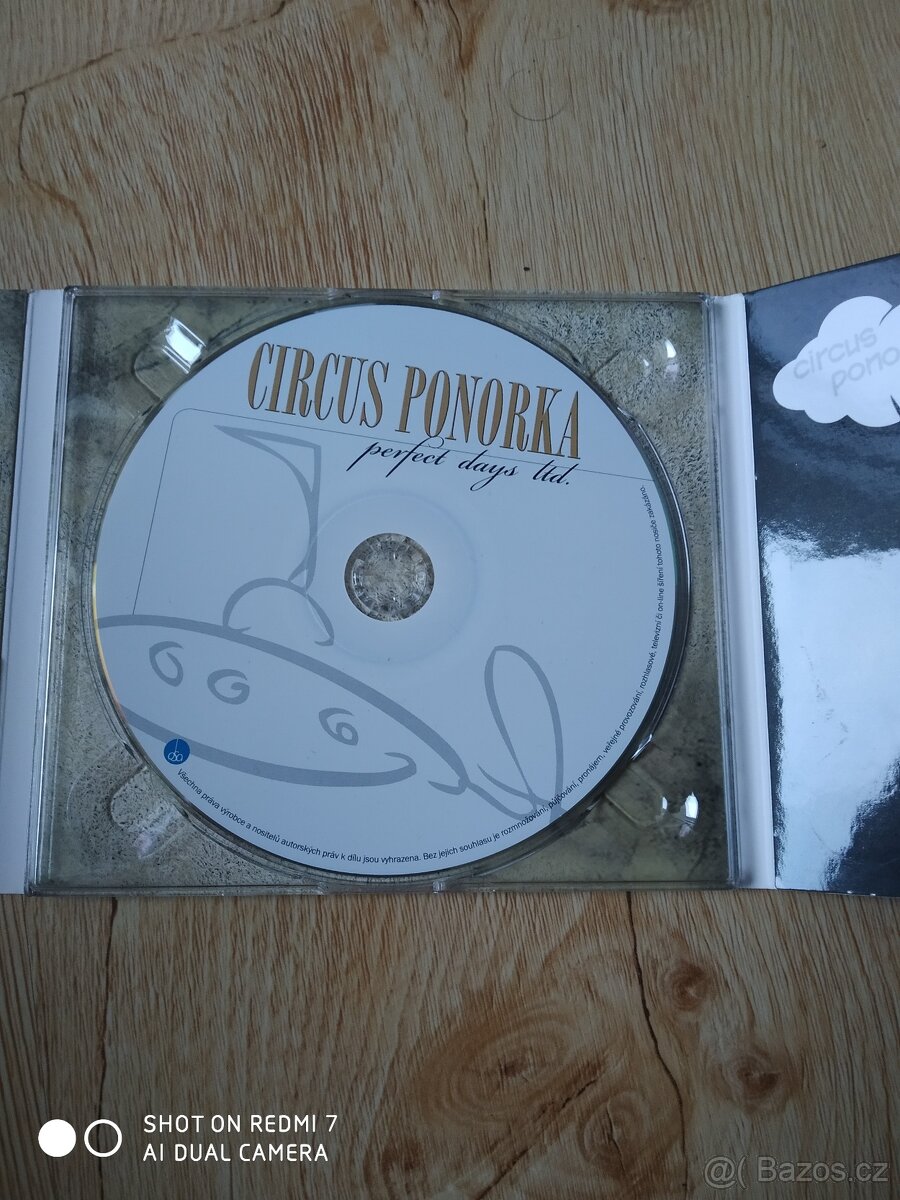 CIRCUS PONORKA
perfect days ltd.
circus
pono
osa
Všechna práva výrobce a nositelů autorských práv k dílu jsou vyhrazena. Bez jejich souhlasu je rozmnožování, půjčování, pronájem, veřejné provozování, rozhlasové, televizní či on-line šíření tohoto nosiče zakázáno.
SHOT ON REDMI 7
AI DUAL CAMERA
@( Bazos.cz